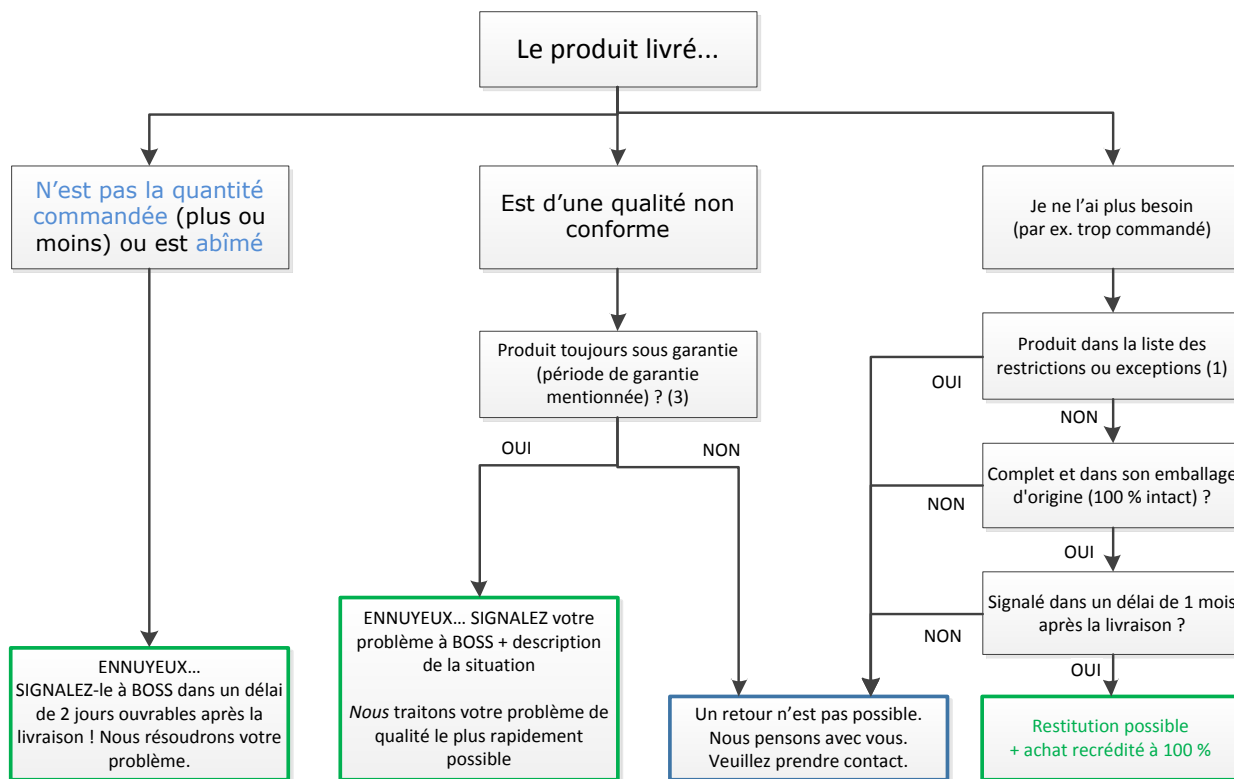 Le produit livré...
N'est pas la quantité
commandée (plus ou
moins) ou est abîmé
Est d'une qualité non
conforme
Je ne l'ai plus besoin
(par ex. trop commandé)
Produit toujours sous garantie
(période de garantie
mentionnée) ? (3)
Produit dans la liste des
restrictions ou exceptions (1)
OUI
NON
OUI
NON
Complet et dans son emballage
d'origine (100 % intact) ?
NON
OUI
Signalé dans un délai de 1 mois
après la livraison ?
NON
OUI
ENNUYEUX...
SIGNALEZ-le à BOSS dans un délai
de 2 jours ouvrables après la
livraison ! Nous résoudrons votre
problème.
ENNUYEUX... SIGNALEZ votre
problème à BOSS + description
de la situation
Nous traitons votre problème de
qualité le plus rapidement
possible
Un retour n'est pas possible.
Nous pensons avec vous.
Veuillez prendre contact.
Restitution possible
+ achat recrédité à 100 %